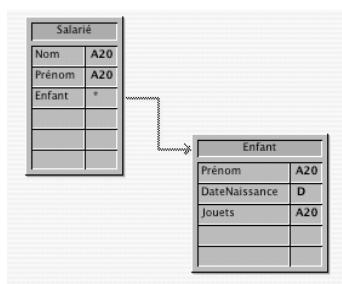 Salarié
Nom A20
Prénom A20
Enfant *
Enfant
Prénom A20
DateNaissance D
Jouets A20